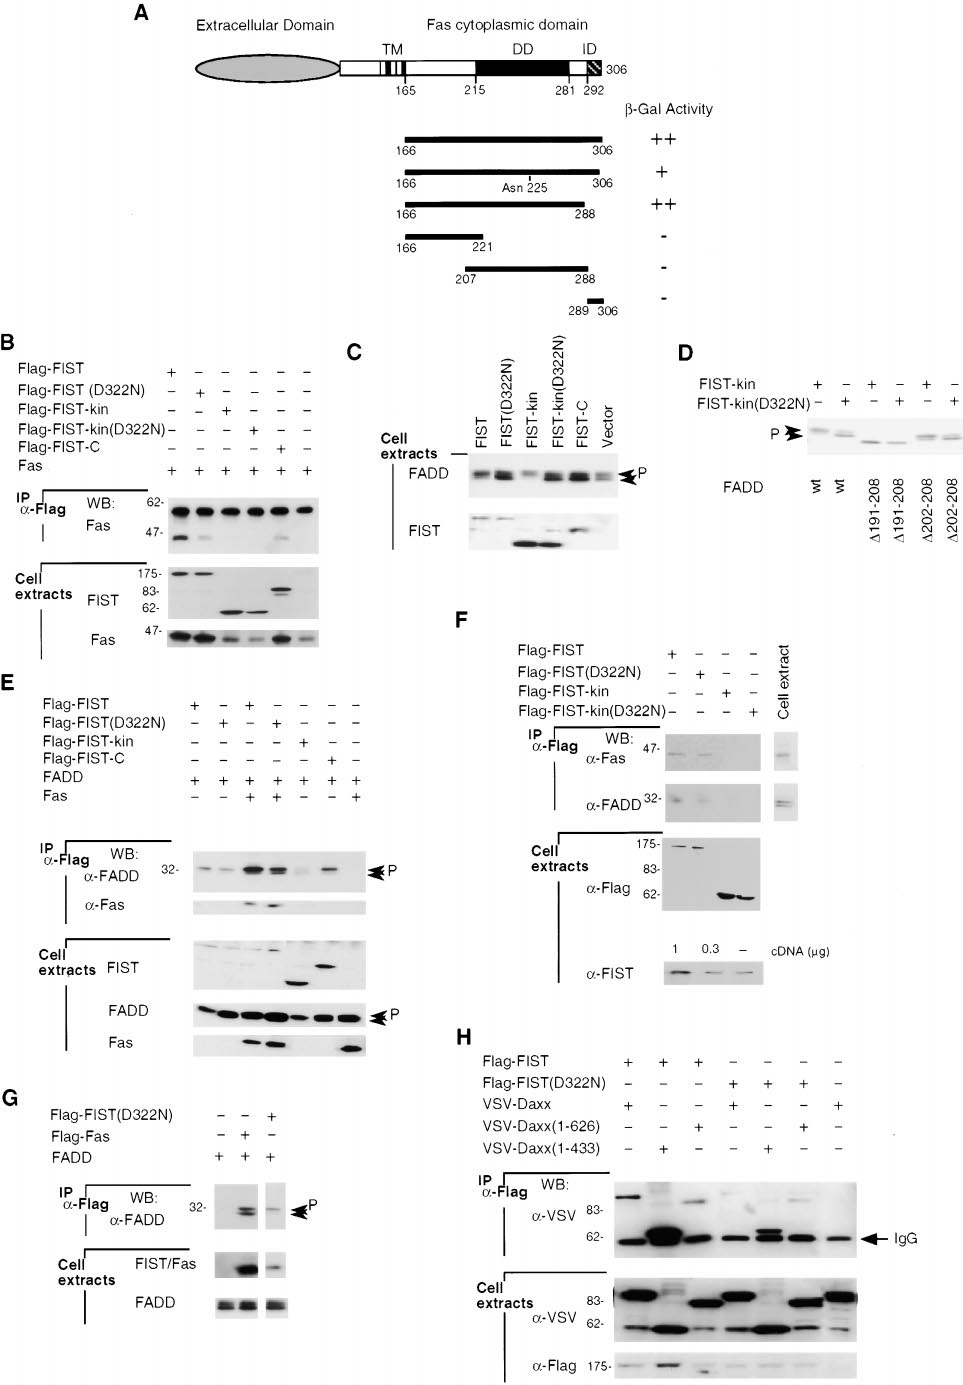 A
Extracellular Domain Fas cytoplasmic domain
TM DD ID
306
165 215 281 292
β-Gal Activity
166 306 ++
166 Asn 225 306 +
166 288 ++
166 221 -
207 288 -
289 306 -
B
Flag-FIST + – – – – –
Flag-FIST (D322N) – + – – – –
Flag-FIST-kin – – + – – –
Flag-FIST-kin(D322N) – – – + – –
Flag-FIST-C – – – – + –
Fas + + + + + +
IP
α-Flag WB:
Fas
62-
47-
Cell
extracts
FIST
175-
83-
62-
Fas
47-
C
FIST
FIST(D322N)
FIST-kin
FIST-kin(D322N)
FIST-C
Vector
Cell
extracts
FADD P
FIST
D
FIST-kin + – + – + –
FIST-kin(D322N) – + – + – +
P
FADD wt wt Δ191-208 Δ191-208 Δ202-208 Δ202-208
E
Flag-FIST + – + – – – –
Flag-FIST(D322N) – + – + – – –
Flag-FIST-kin – – – – + – –
Flag-FIST-C – – – – – + –
FADD + + + + + + +
Fas – – + + – – +
IP
α-Flag WB:
α-FADD 32- P
α-Fas
Cell
extracts FIST
FADD P
Fas
F
Flag-FIST + – – –
Flag-FIST(D322N) – + – –
Flag-FIST-kin – – + –
Flag-FIST-kin(D322N) – – – +
Cell extract
IP
α-Flag WB:
α-Fas 47-
α-FADD 32-
Cell
extracts
α-Flag
175-
83-
62-
1 0.3 – cDNA (μg)
α-FIST
G
Flag-FIST(D322N) – – +
Flag-Fas – + –
FADD + + +
IP
α-Flag WB:
α-FADD 32- P
Cell
extracts
FIST/Fas
FADD
H
Flag-FIST + + + – – – –
Flag-FIST(D322N) – – – + + + –
VSV-Daxx + – – + – – +
VSV-Daxx(1-626) – – + – – + –
VSV-Daxx(1-433) – + – – + – –
IP
α-Flag WB:
α-VSV
83-
62-
IgG
Cell
extracts
α-VSV
83-
62-
α-Flag 175-